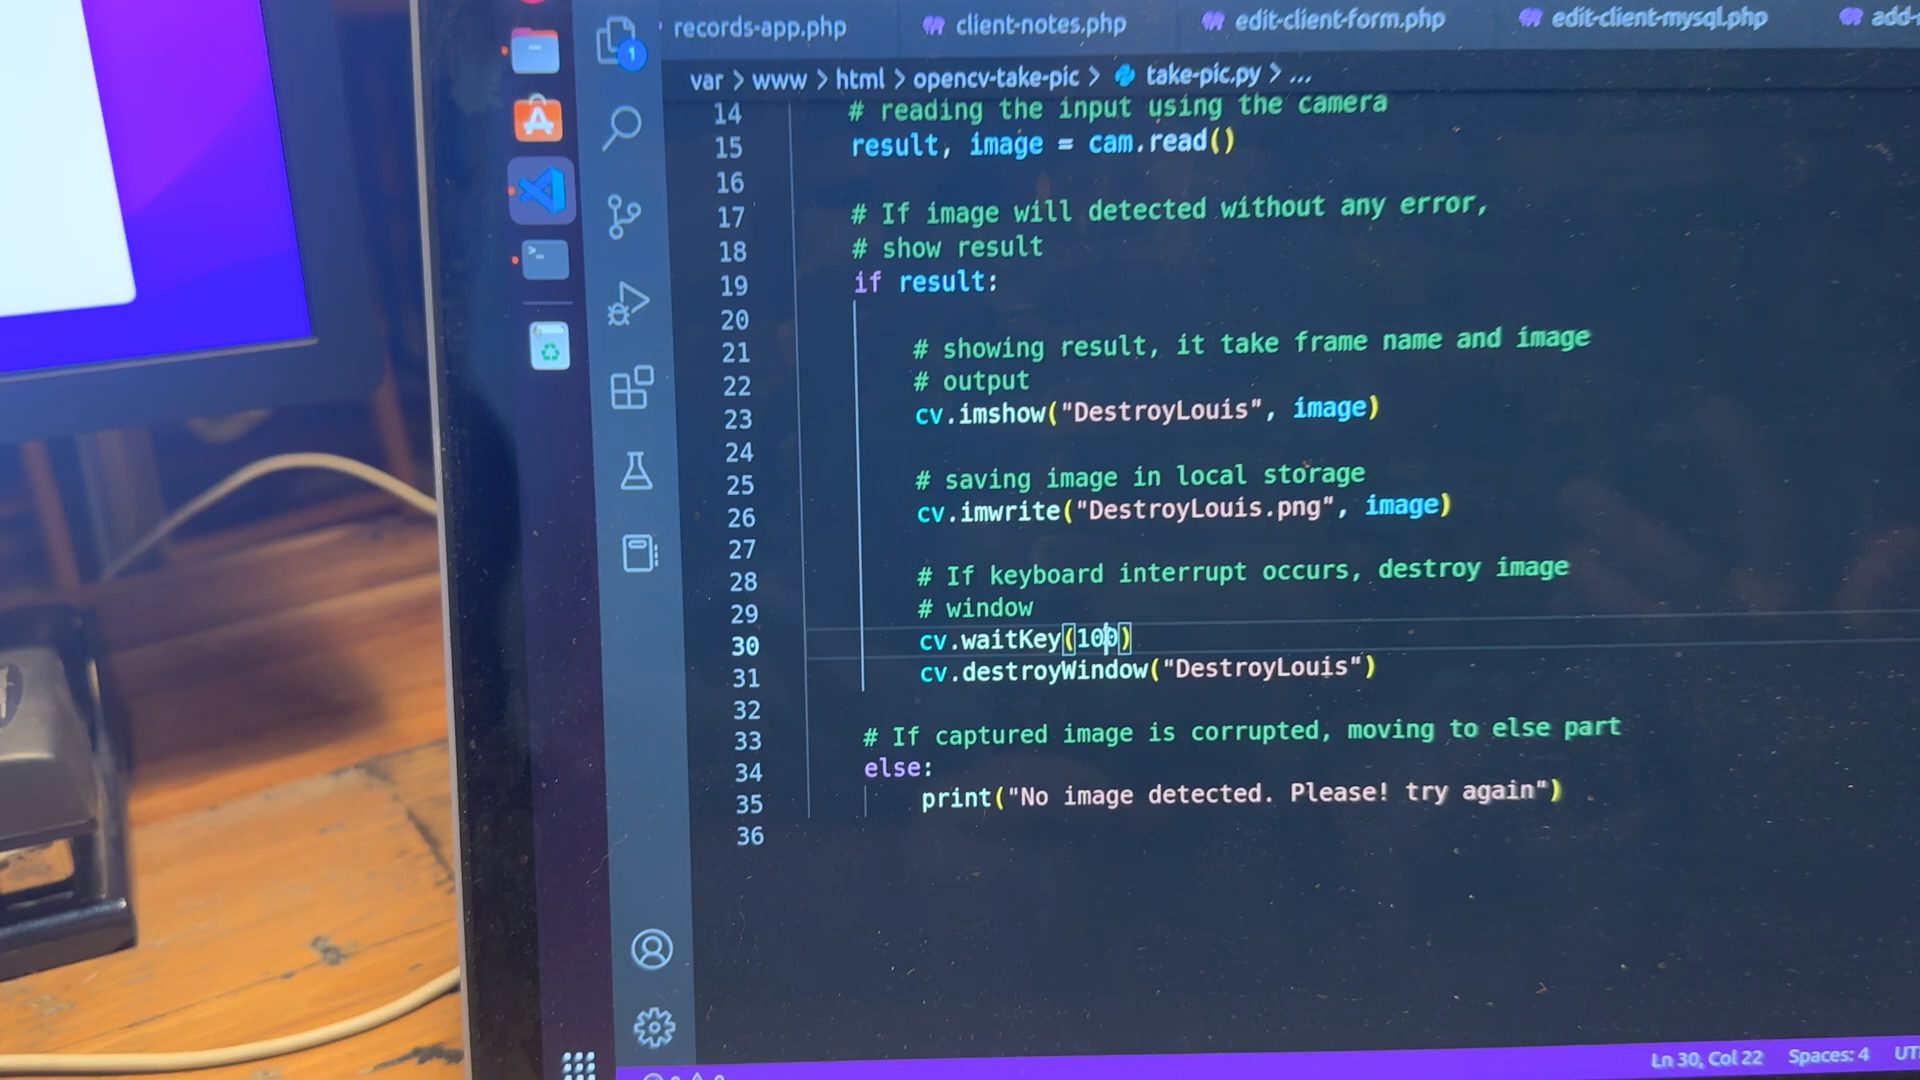 records-app.php client-notes.php edit-client-form.php edit-client-mysql.php add-
var > www > html > opencv-take-pic > take-pic.py > ...
14 # reading the input using the camera
15 result, image = cam.read()
16
17 # If image will detected without any error,
18 # show result
19 if result:
20
21 # showing result, it take frame name and image
22 # output
23 cv.imshow("DestroyLouis", image)
24
25 # saving image in local storage
26 cv.imwrite("DestroyLouis.png", image)
27
28 # If keyboard interrupt occurs, destroy image
29 # window
30 cv.waitKey(100)
31 cv.destroyWindow("DestroyLouis")
32
33 # If captured image is corrupted, moving to else part
34 else:
35 print("No image detected. Please! try again")
36
1
Ln 30, Col 22 Spaces: 4 UT